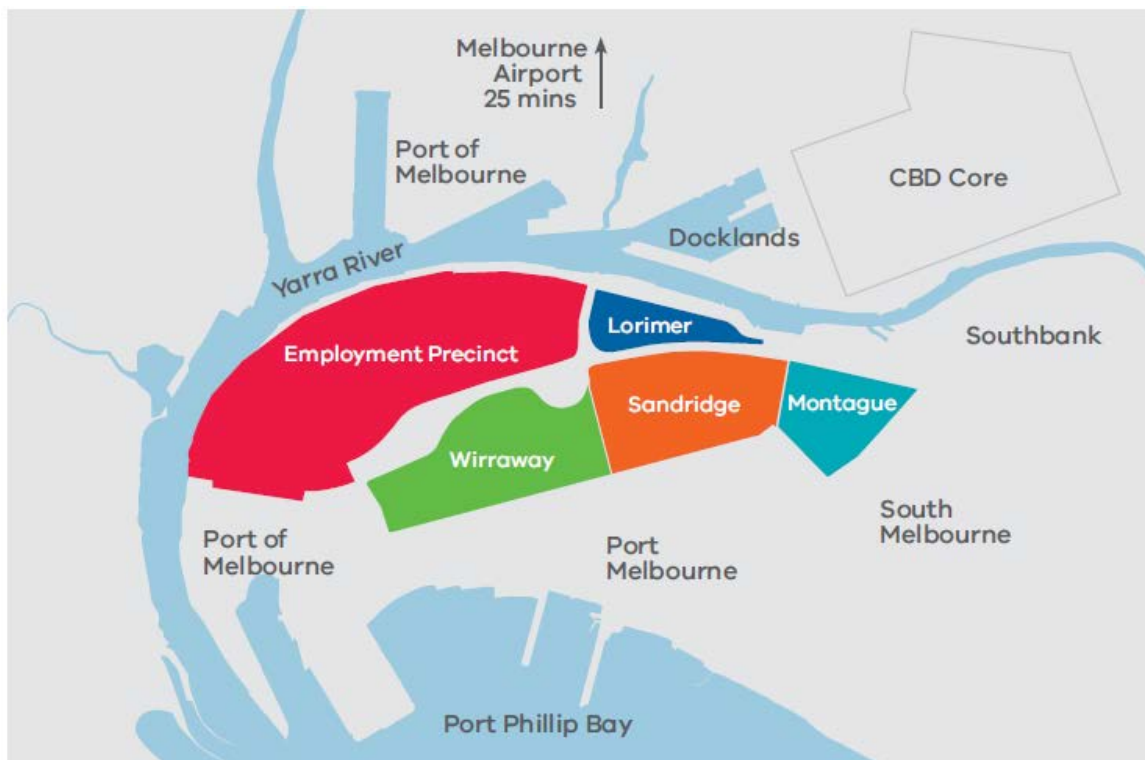 Melbourne
Airport
25 mins
Port of
Melbourne
CBD Core
Docklands
Yarra River
Lorimer
Southbank
Employment Precinct
Sandridge
Montague
Wirraway
South
Melbourne
Port of
Melbourne
Port
Melbourne
Port Phillip Bay